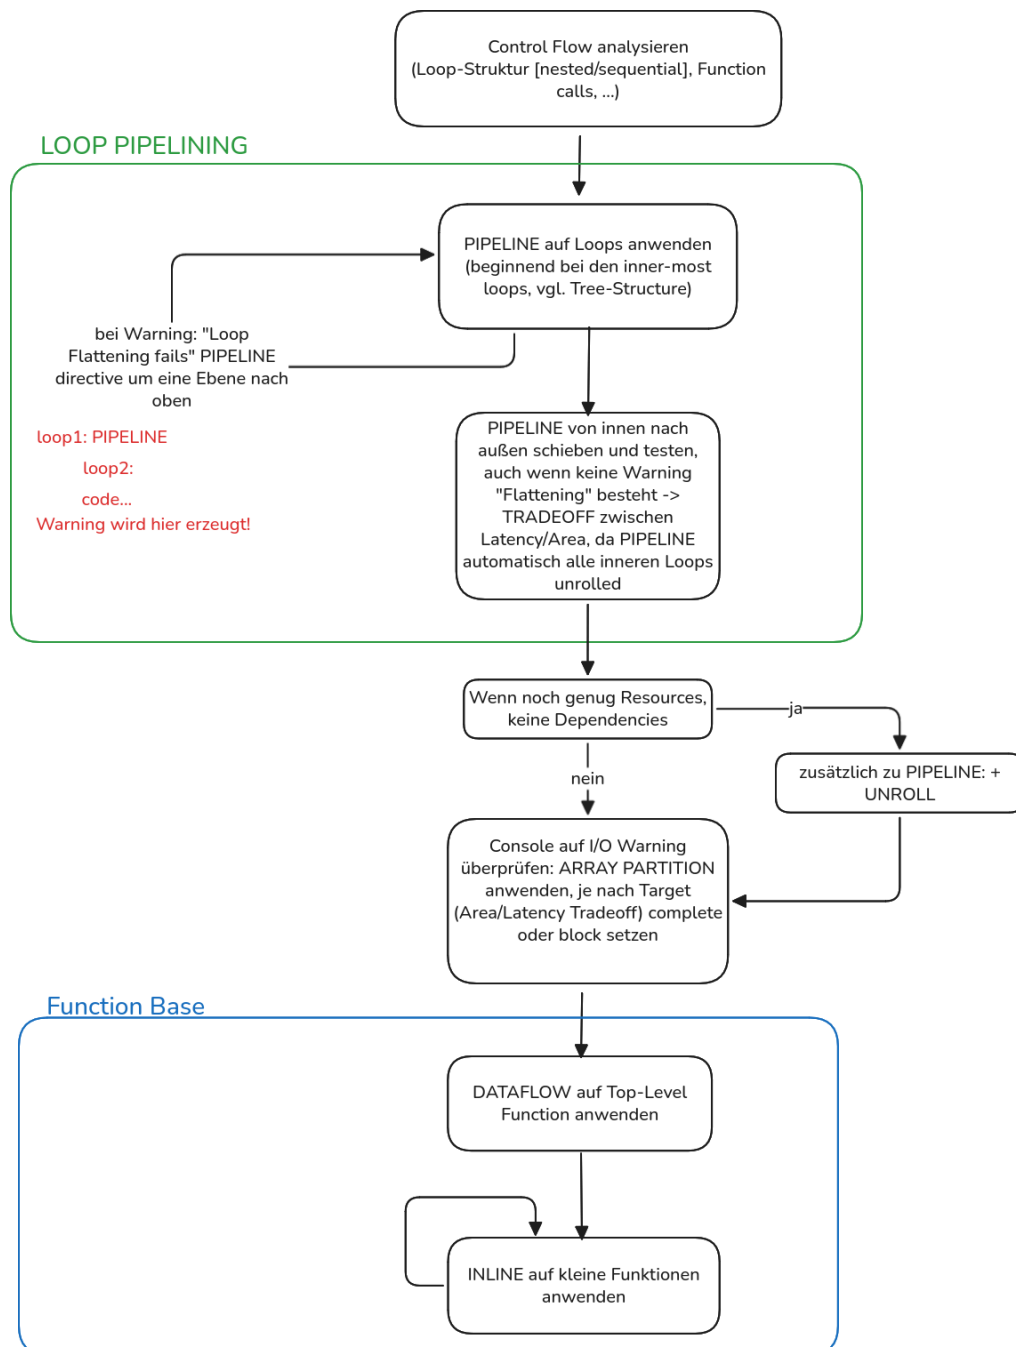 Control Flow analysieren
(Loop-Struktur [nested/sequential], Function
calls, ...)
LOOP PIPELINING
PIPELINE auf Loops anwenden
(beginnend bei den inner-most
loops, vgl. Tree-Structure)
bei Warning: "Loop
Flattening fails" PIPELINE
directive um eine Ebene nach
oben
loop1: PIPELINE
loop2:
code...
Warning wird hier erzeugt!
PIPELINE von innen nach
außen schieben und testen,
auch wenn keine Warning
"Flattening" besteht ->
TRADEOFF zwischen
Latency/Area, da PIPELINE
automatisch alle inneren Loops
unrolled
Wenn noch genug Resources,
keine Dependencies
ja
zusätzlich zu PIPELINE: +
UNROLL
nein
Console auf I/O Warning
überprüfen: ARRAY PARTITION
anwenden, je nach Target
(Area/Latency Tradeoff) complete
oder block setzen
Function Base
DATAFLOW auf Top-Level
Function anwenden
INLINE auf kleine Funktionen
anwenden